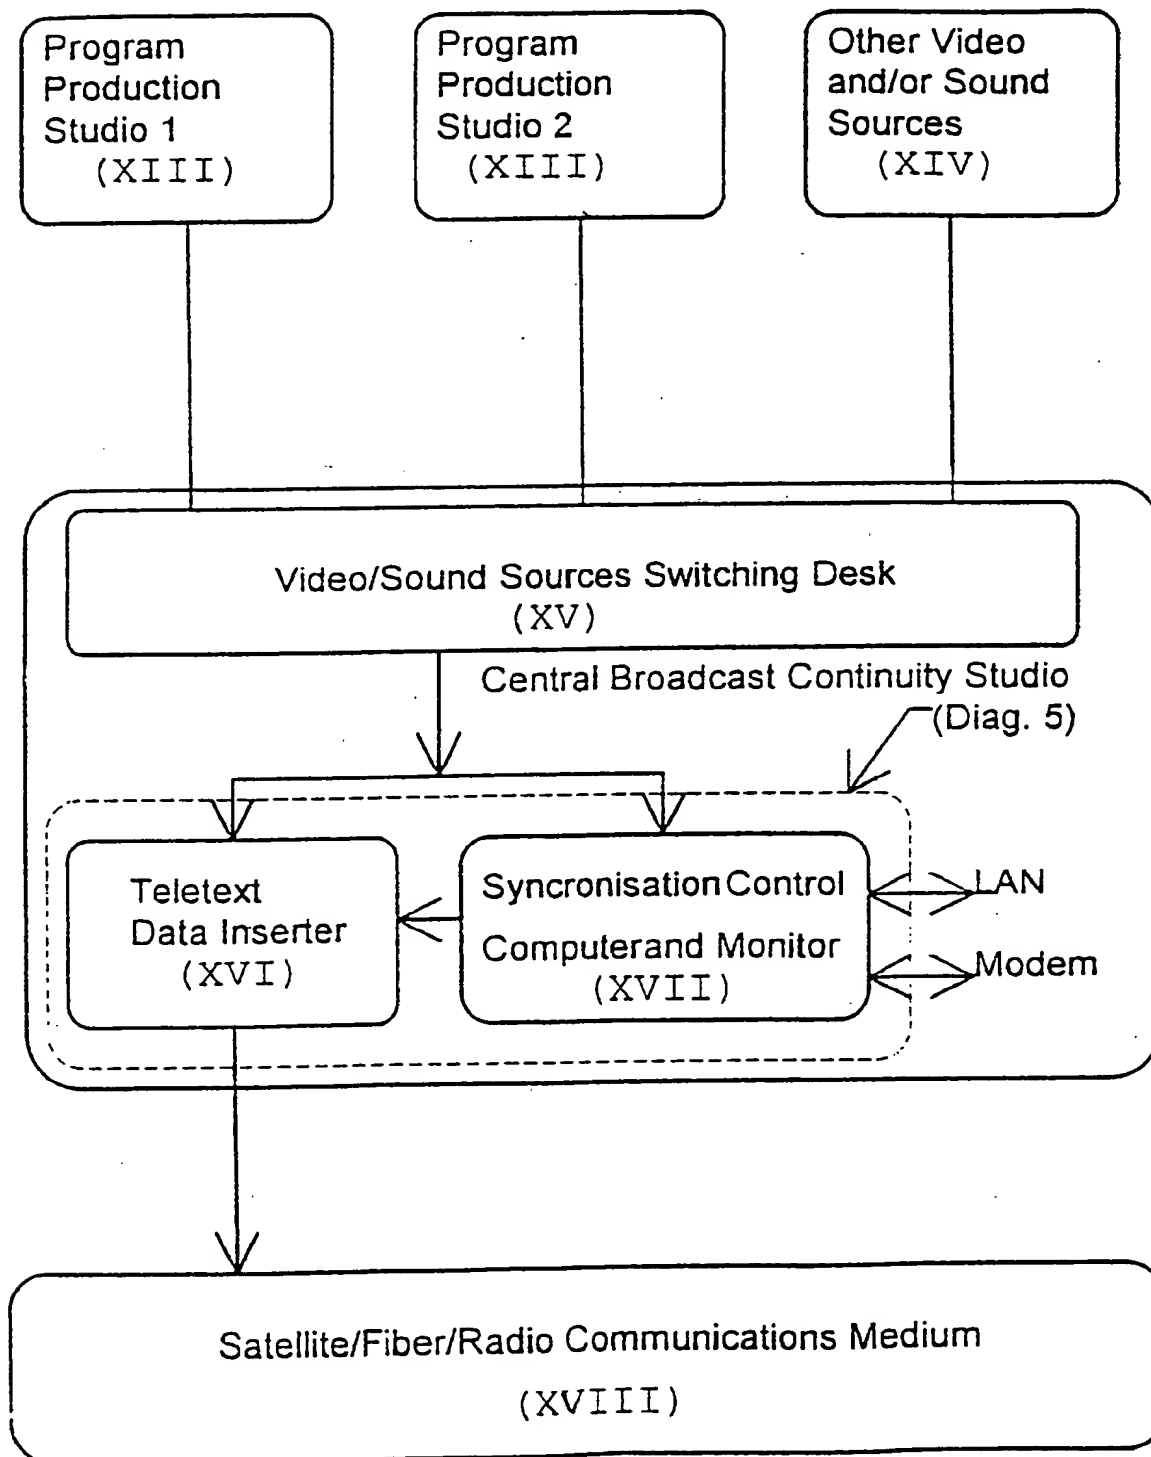 Program
Production
Studio 1
(XIII)
Program
Production
Studio 2
(XIII)
Other Video
and/or Sound
Sources
(XIV)
Video/Sound Sources Switching Desk
(XV)
Central Broadcast Continuity Studio
(Diag. 5)
Teletext
Data Inserter
(XVI)
Syncronisation Control
Computerand Monitor
(XVII)
LAN
Modem
Satellite/Fiber/Radio Communications Medium
(XVIII)